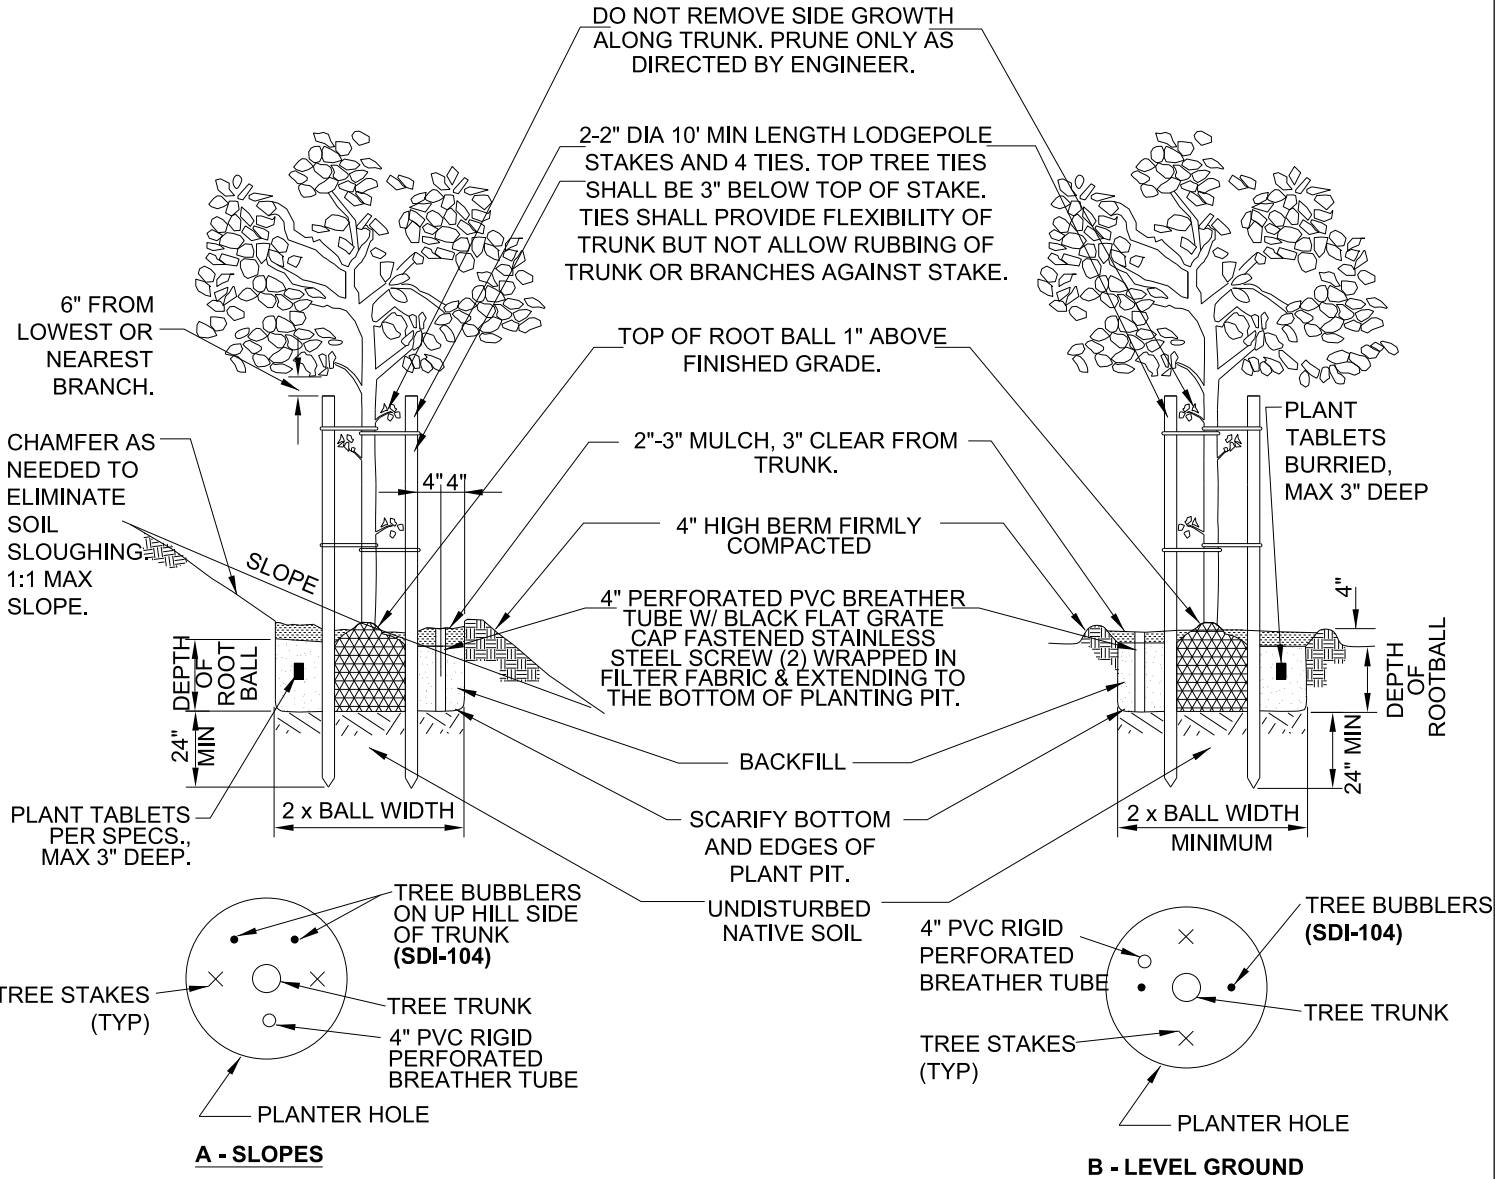 DO NOT REMOVE SIDE GROWTH
ALONG TRUNK. PRUNE ONLY AS
DIRECTED BY ENGINEER.
2-2" DIA 10' MIN LENGTH LODGEPOLE
STAKES AND 4 TIES. TOP TREE TIES
SHALL BE 3" BELOW TOP OF STAKE.
TIES SHALL PROVIDE FLEXIBILITY OF
TRUNK BUT NOT ALLOW RUBBING OF
TRUNK OR BRANCHES AGAINST STAKE.
6" FROM
LOWEST OR
NEAREST
BRANCH.
TOP OF ROOT BALL 1" ABOVE
FINISHED GRADE.
CHAMFER AS
NEEDED TO
ELIMINATE
SOIL
SLOUGHING.
1:1 MAX
SLOPE.
2"-3" MULCH, 3" CLEAR FROM
TRUNK.
PLANT
TABLETS
BURRIED,
MAX 3" DEEP
4" 4"
4" HIGH BERM FIRMLY
COMPACTED
SLOPE
4" PERFORATED PVC BREATHER
TUBE W/ BLACK FLAT GRATE
CAP FASTENED STAINLESS
STEEL SCREW (2) WRAPPED IN
FILTER FABRIC & EXTENDING TO
THE BOTTOM OF PLANTING PIT.
DEPTH
OF
ROOT
BALL
24"
MIN
4"
DEPTH
OF
ROOTBALL
24" MIN
BACKFILL
PLANT TABLETS
PER SPECS.,
MAX 3" DEEP.
2 x BALL WIDTH
SCARIFY BOTTOM
AND EDGES OF
PLANT PIT.
2 x BALL WIDTH
MINIMUM
UNDISTURBED
NATIVE SOIL
TREE BUBBLERS
ON UP HILL SIDE
OF TRUNK
(SDI-104)
TREE STAKES
(TYP)
TREE TRUNK
4" PVC RIGID
PERFORATED
BREATHER TUBE
PLANTER HOLE
A - SLOPES
4" PVC RIGID
PERFORATED
BREATHER TUBE
TREE BUBBLERS
(SDI-104)
TREE TRUNK
TREE STAKES
(TYP)
PLANTER HOLE
B - LEVEL GROUND